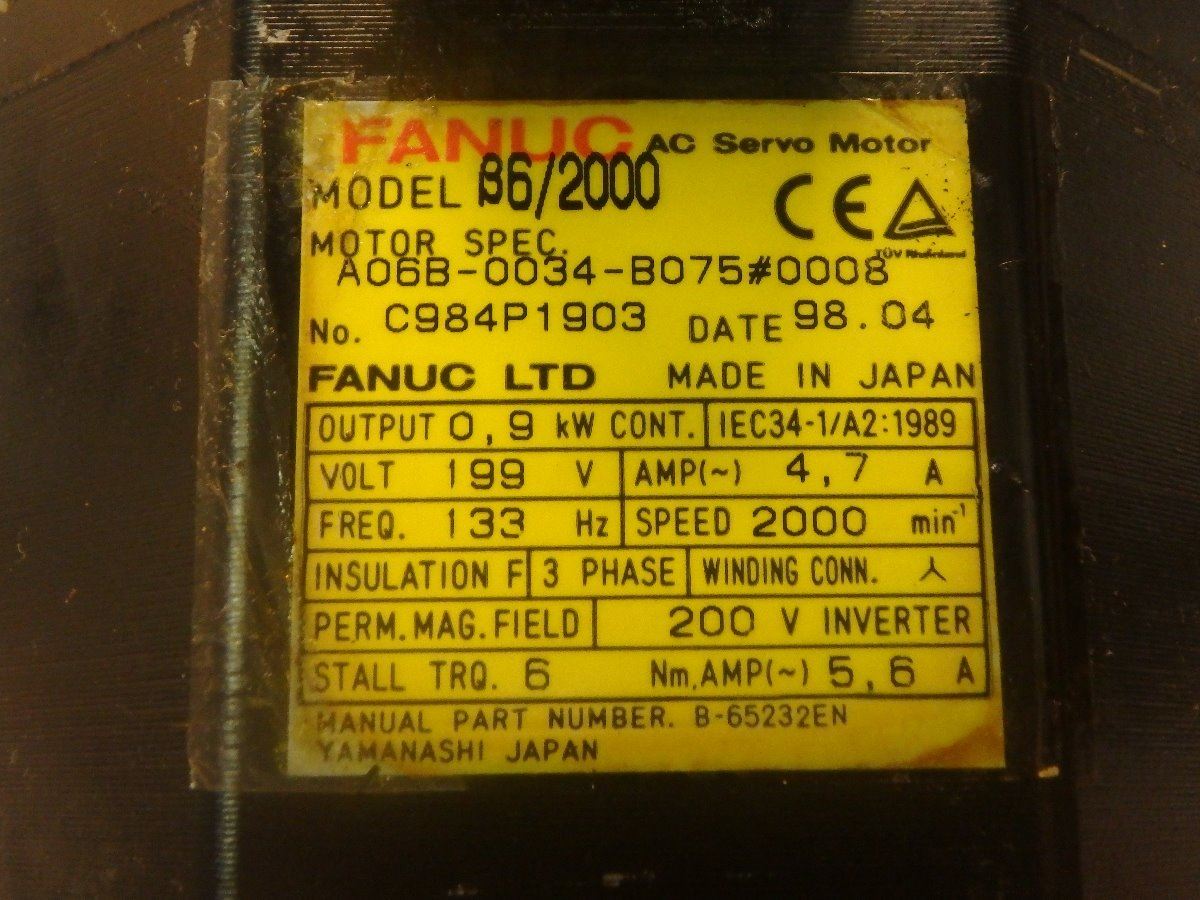 FANUC AC Servo Motor
MODEL β6/2000
CE
TÜV Rheinland
MOTOR SPEC.
A06B-0034-B075#0008
No. C984P1903 DATE 98.04
FANUC LTD MADE IN JAPAN
OUTPUT 0,9 kW CONT. IEC34-1/A2:1989
VOLT 199 V AMP(~) 4,7 A
FREQ. 133 Hz SPEED 2000 min⁻¹
INSULATION F 3 PHASE WINDING CONN.
PERM.MAG.FIELD 200 V INVERTER
STALL TRQ. 6 Nm.AMP(~) 5,6 A
MANUAL PART NUMBER. B-65232EN
YAMANASHI JAPAN